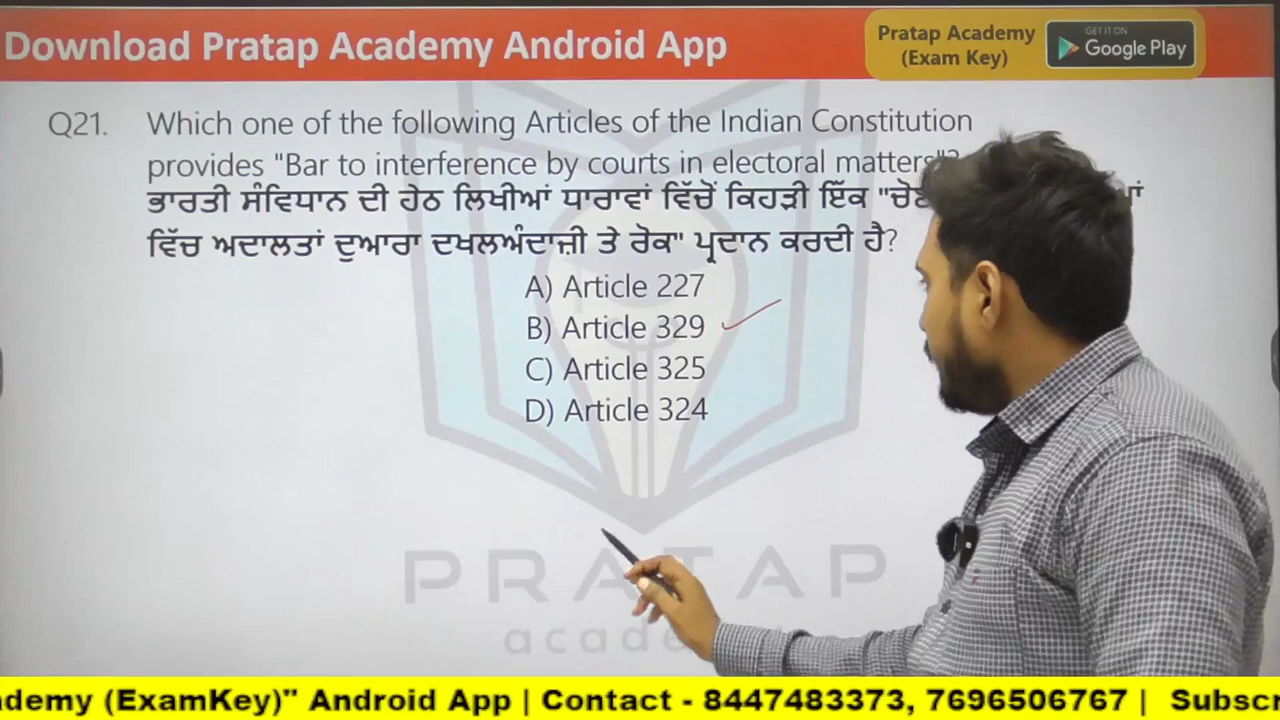 Download Pratap Academy Android App
Pratap Academy
(Exam Key)
GET IT ON
Google Play
Q21. Which one of the following Articles of the Indian Constitution
provides "Bar to interference by courts in electoral matters"?
ਭਾਰਤੀ ਸੰਵਿਧਾਨ ਦੀ ਹੇਠ ਲਿਖੀਆਂ ਧਾਰਾਵਾਂ ਵਿੱਚੋਂ ਕਿਹੜੀ ਇੱਕ
ਵਿੱਚ ਅਦਾਲਤਾਂ ਦੁਆਰਾ ਦਖਲਅੰਦਾਜ਼ੀ ਤੇ ਰੋਕ" ਪ੍ਰਦਾਨ ਕਰਦੀ ਹੈ?
A) Article 227
B) Article 329
C) Article 325
D) Article 324
PRATAP
(ExamKey)" Android App | Contact - 8447483373, 7696506767 |